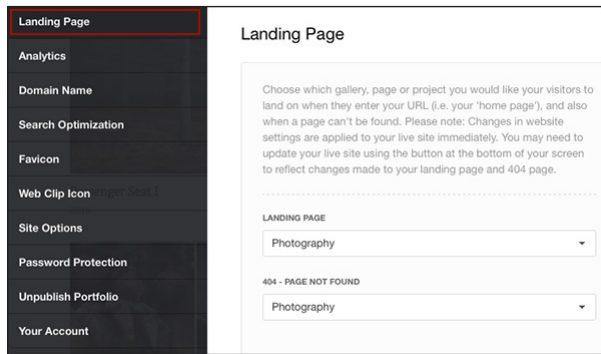 Landing Page
Analytics
Domain Name
Search Optimization
Favicon
Web Clip Icon
Site Options
Password Protection
Unpublish Portfolio
Your Account
Landing Page
Choose which gallery, page or project you would like your visitors to
land on when they enter your URL (i.e. your 'home page'), and also
when a page can't be found. Please note: Changes in website
settings are applied to your live site immediately. You may need to
update your live site using the button at the bottom of your screen
to reflect changes made to your landing page and 404 page.
LANDING PAGE
Photography
404 - PAGE NOT FOUND
Photography